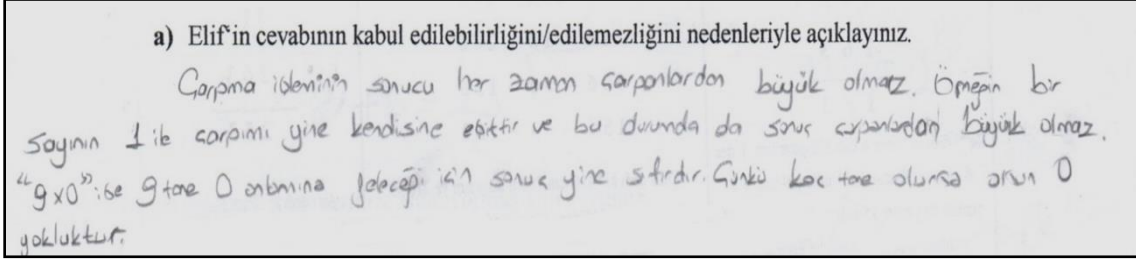 a) Elif'in cevabının kabul edilebilirliğini/edilemezliğini nedenleriyle açıklayınız.
Çarpma işleminin sonucu her zaman çarpanlardan büyük olmaz. Örneğin bir
sayının 1 ile çarpımı yine kendisine eşittir ve bu durumda da sonuç çarpanlardan büyük olmaz.
"9x0" ise 9 tane 0 anlamına geleceği için sonuç yine sıfırdır. Çünkü kaç tane olursa olsun 0
yokluktur.